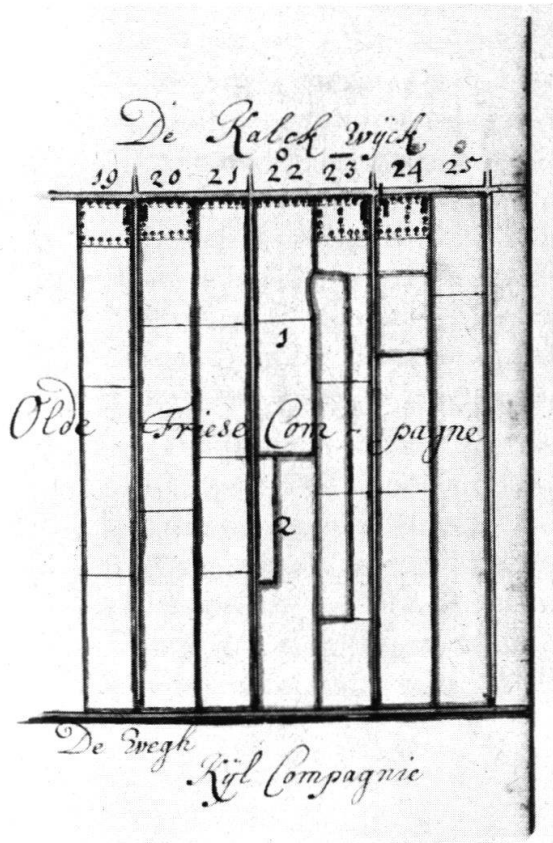 De Kalck wÿck
19 20 21 22 23 24 25
1
Olde Friese Com-pagne
2
De wegh
Kÿl Compagnie